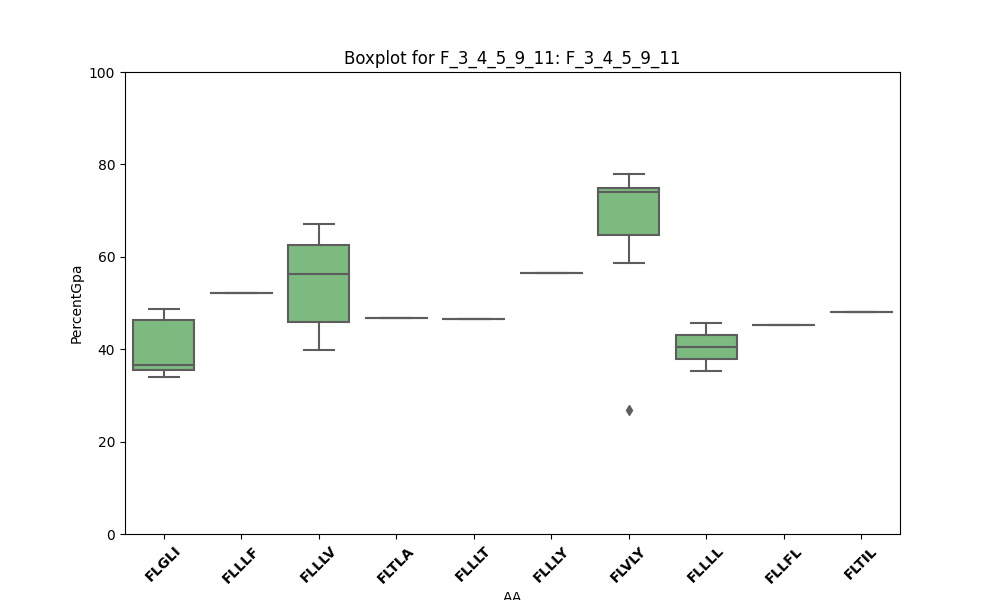 Boxplot for F_3_4_5_9_11: F_3_4_5_9_11
100
80
60
40
20
0
PercentGpa
FLGLI
FLLLF
FLLLV
FLTLA
FLLLT
FLLLY
FLVLY
FLLLL
FLLFL
FLTIL
AA